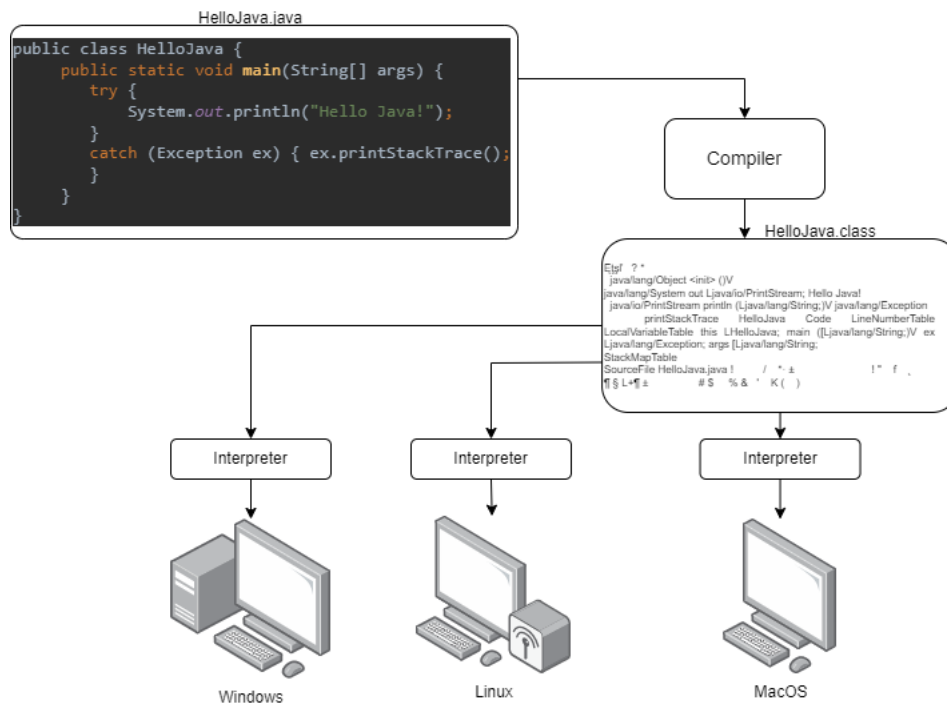 HelloJava.java
public class HelloJava {
public static void main(String[] args) {
try {
System.out.println("Hello Java!");
}
catch (Exception ex) { ex.printStackTrace();
}
}
}
Compiler
HelloJava.class
? *
java/lang/Object <init> ()V
java/lang/System out Ljava/io/PrintStream; Hello Java!
java/io/PrintStream println (Ljava/lang/String;)V java/lang/Exception
printStackTrace HelloJava Code LineNumberTable
LocalVariableTable this LHelloJava; main ([Ljava/lang/String;)V ex
Ljava/lang/Exception; args [Ljava/lang/String;
StackMapTable
SourceFile HelloJava.java ! / *· ± ! " f
¶ § L+¶ ± # $ % & ' K ( )
Interpreter
Interpreter
Interpreter
Windows
Linux
MacOS